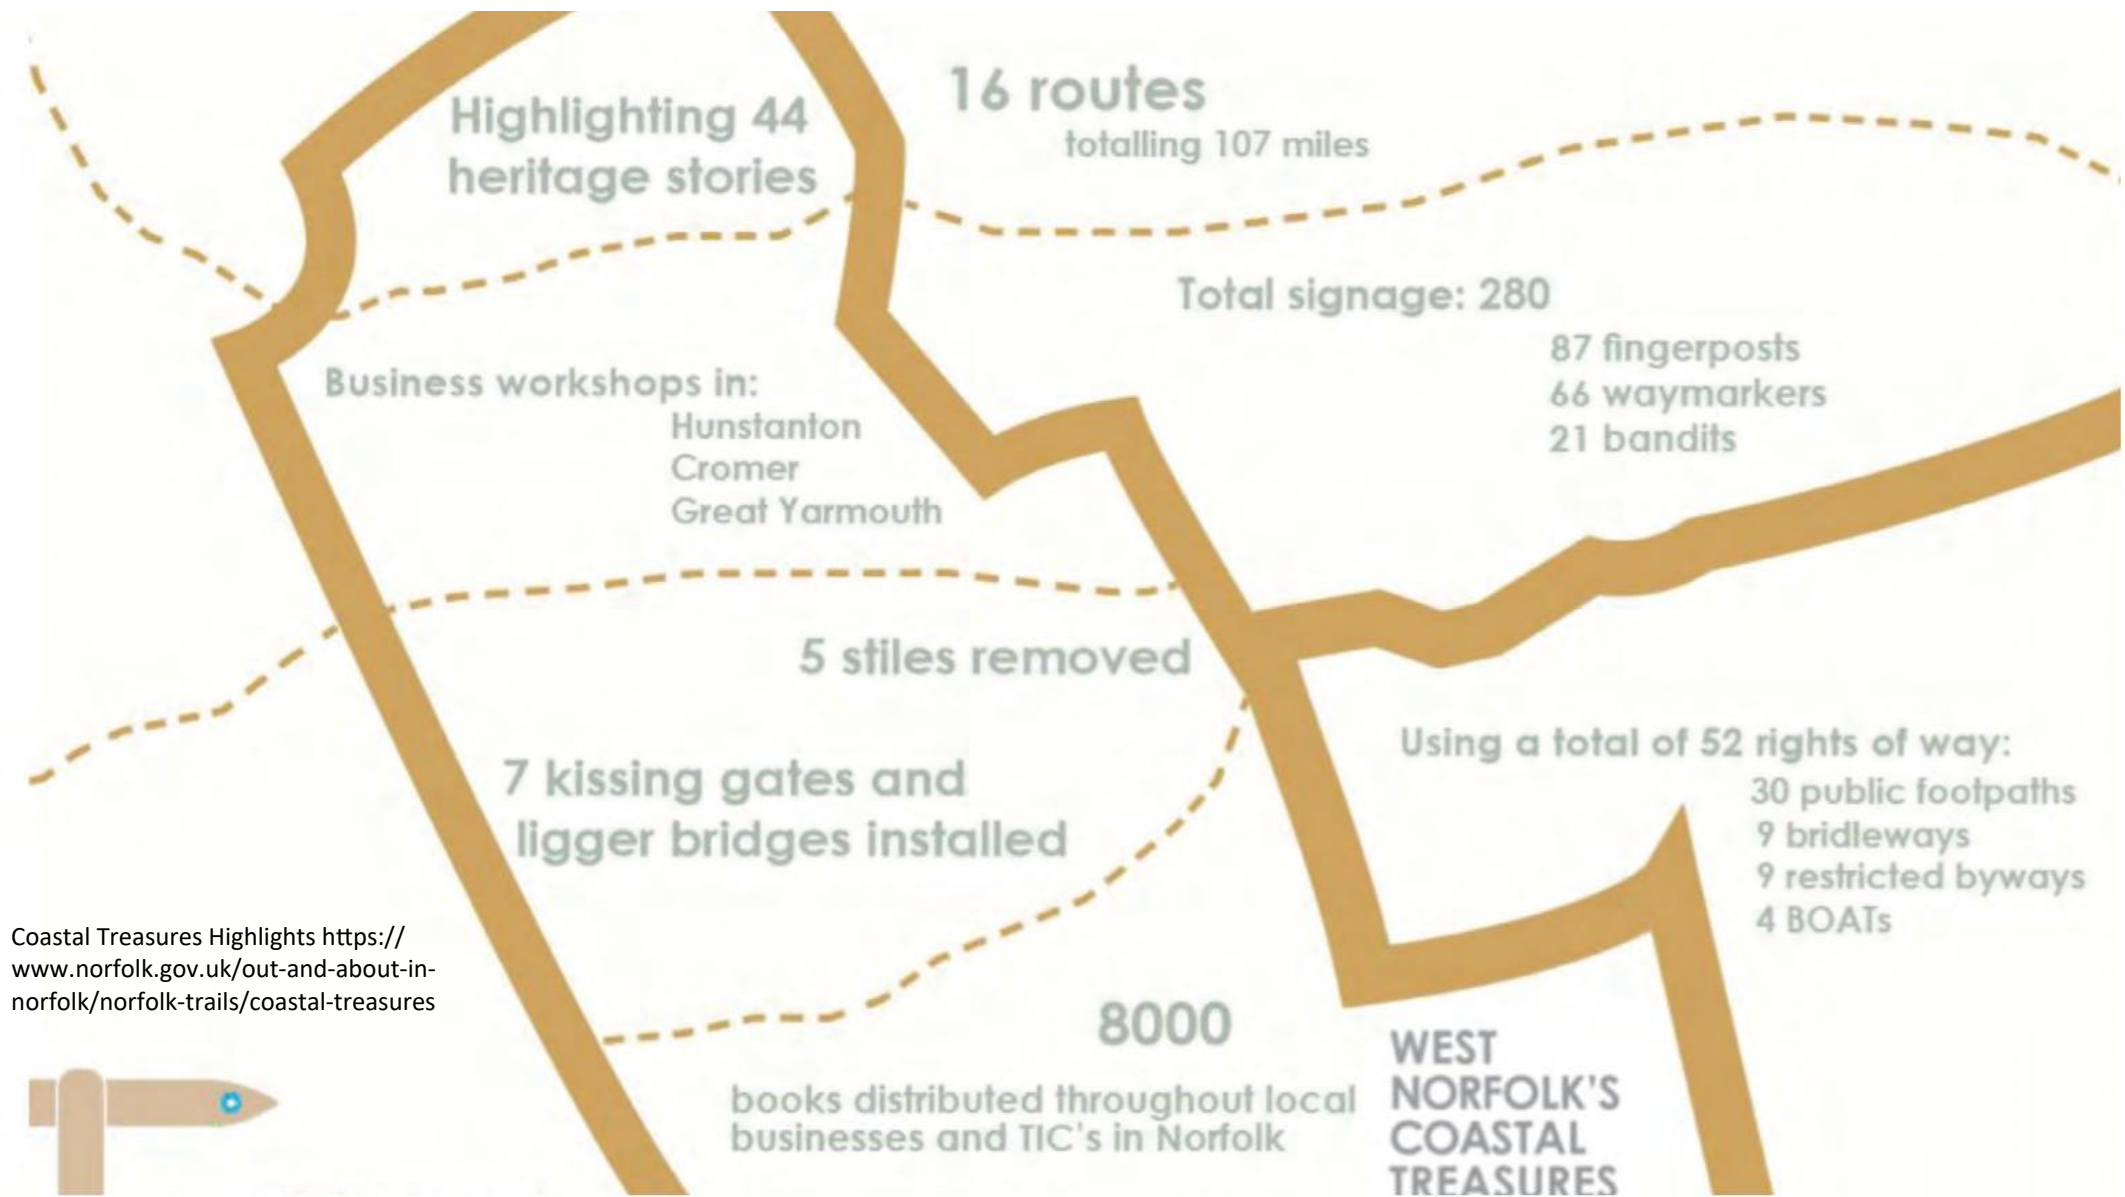 Highlighting 44
heritage stories
16 routes
totalling 107 miles
Total signage: 280
87 fingerposts
66 waymarkers
21 bandits
Business workshops in:
Hunstanton
Cromer
Great Yarmouth
5 stiles removed
7 kissing gates and
ligger bridges installed
Using a total of 52 rights of way:
30 public footpaths
9 bridleways
9 restricted byways
4 BOATs
Coastal Treasures Highlights https://
www.norfolk.gov.uk/out-and-about-in-
norfolk/norfolk-trails/coastal-treasures
8000
books distributed throughout local
businesses and TIC's in Norfolk
WEST
NORFOLK'S
COASTAL
TREASURES